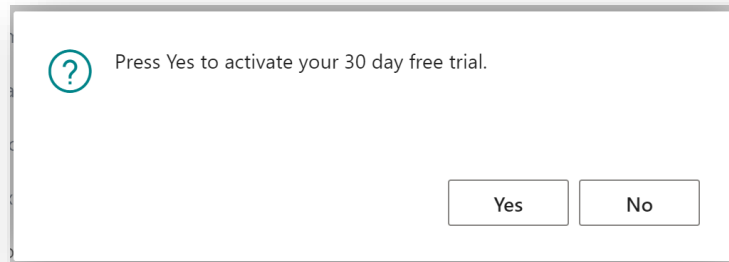 Press Yes to activate your 30 day free trial.
Yes
No